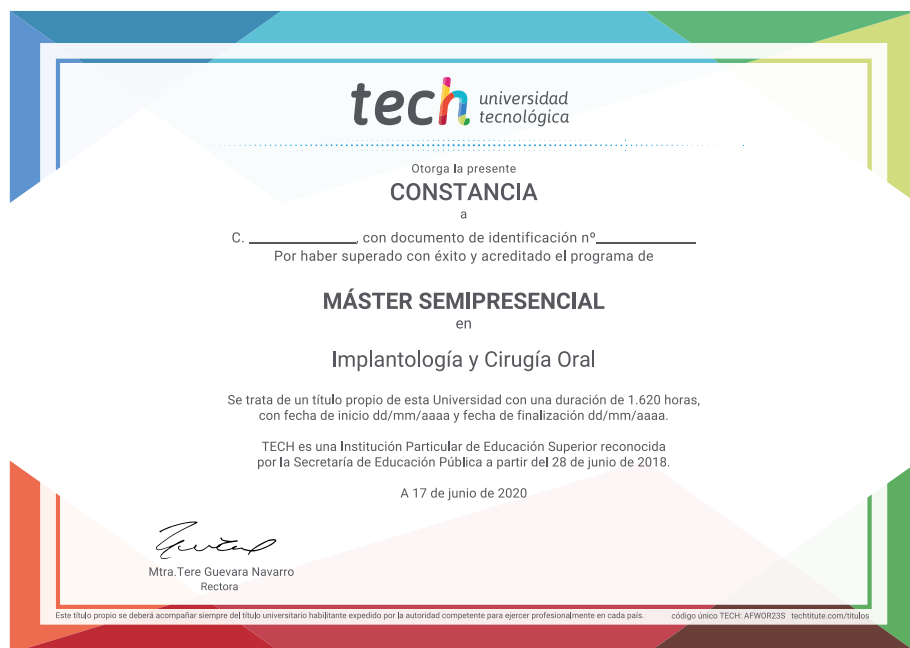 tech universidad
tecnológica
Otorga la presente
CONSTANCIA
a
C. ____________, con documento de identificación nº____________
Por haber superado con éxito y acreditado el programa de
MÁSTER SEMIPRESENCIAL
en
Implantología y Cirugía Oral
Se trata de un título propio de esta Universidad con una duración de 1.620 horas,
con fecha de inicio dd/mm/aaaa y fecha de finalización dd/mm/aaaa.
TECH es una Institución Particular de Educación Superior reconocida
por la Secretaría de Educación Pública a partir del 28 de junio de 2018.
A 17 de junio de 2020
Mtra.Tere Guevara Navarro
Rectora
Este título propio se deberá acompañar siempre del título universitario habilitante expedido por la autoridad competente para ejercer profesionalmente en cada país. código único TECH: AFWOR23S techtitute.com/titulos